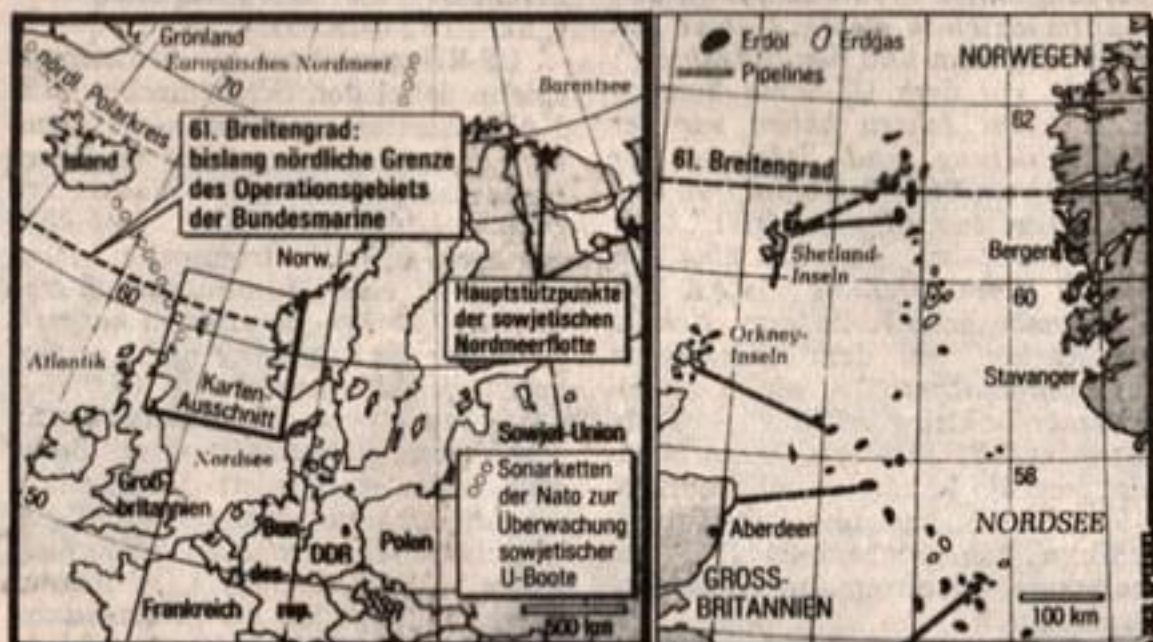 Grönland
Europäisches Nordmeer
Barentsee
nördl Polarkreis
70
Island
61. Breitengrad:
bislang nördliche Grenze
des Operationsgebiets
der Bundesmarine
Norw.
60
Hauptstützpunkte
der sowjetischen
Nordmeerflotte
Atlantik
Karten-
Ausschnitt
Nordsee
Sowjet-Union
50
Groß-
britannien
Bun
des
rep.
DDR
Polen
Frankreich
ČSSR
Sonarketten
der Nato zur
Überwachung
sowjetischer
U-Boote
500 km
Erdöl
Erdgas
Pipelines
NORWEGEN
62
61. Breitengrad
Shetland-
Inseln
Bergen
60
Orkney-
Inseln
Stavanger
58
Aberdeen
NORDSEE
GROSS-
BRITANNIEN
100 km